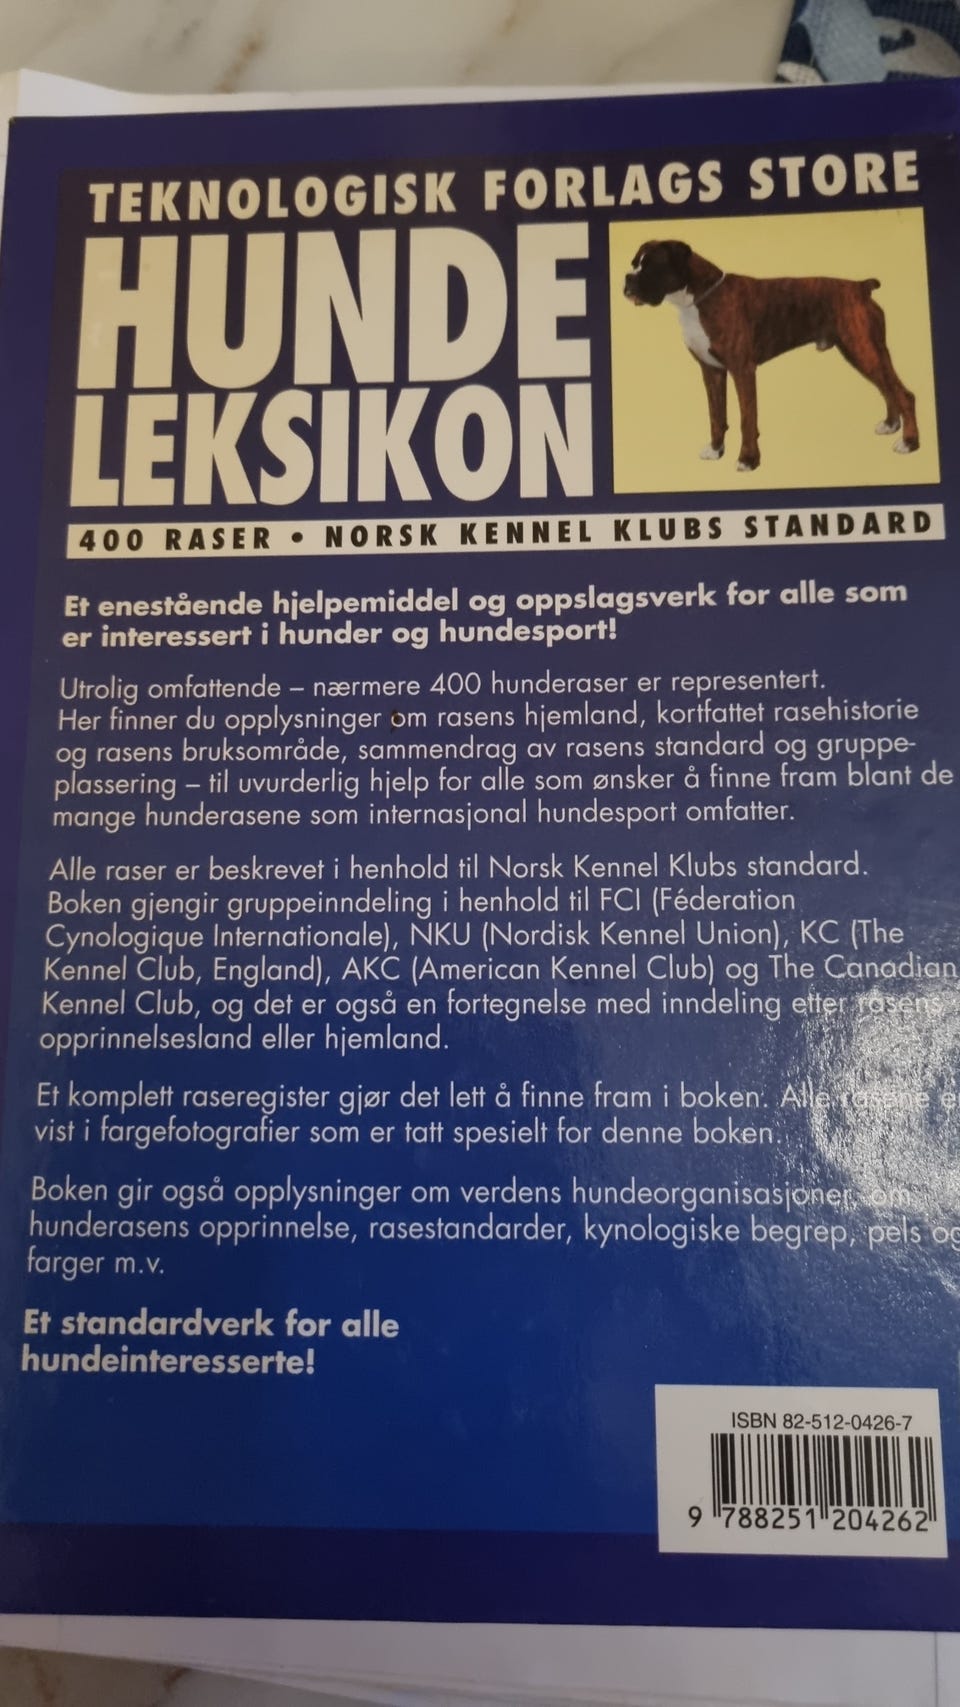 TEKNOLOGISK FORLAGS STORE
HUNDE
LEKSIKON
400 RASER • NORSK KENNEL KLUBS STANDARD
Et enestående hjelpemiddel og oppslagsverk for alle som
er interessert i hunder og hundesport!
Utrolig omfattende – nærmere 400 hunderaser er representert.
Her finner du opplysninger om rasens hjemland, kortfattet rasehistorie
og rasens bruksområde, sammendrag av rasens standard og gruppe-
plassering – til uvurderlig hjelp for alle som ønsker å finne fram blant de
mange hunderasene som internasjonal hundesport omfatter.
Alle raser er beskrevet i henhold til Norsk Kennel Klubs standard.
Boken gjengir gruppeinndeling i henhold til FCI (Féderation
Cynologique Internationale), NKU (Nordisk Kennel Union), KC (The
Kennel Club, England), AKC (American Kennel Club) og The Canadian
Kennel Club, og det er også en fortegnelse med inndeling etter rasens
opprinnelsesland eller hjemland.
Et komplett raseregister gjør det lett å finne fram i boken. Alle rasene er
vist i fargefotografier som er tatt spesielt for denne boken.
Boken gir også opplysninger om verdens hundeorganisasjoner, om
hunderasens opprinnelse, rasestandarder, kynologiske begrep, pels og
farger m.v.
Et standardverk for alle
hundeinteresserte!
ISBN 82-512-0426-7
9 788251 204262